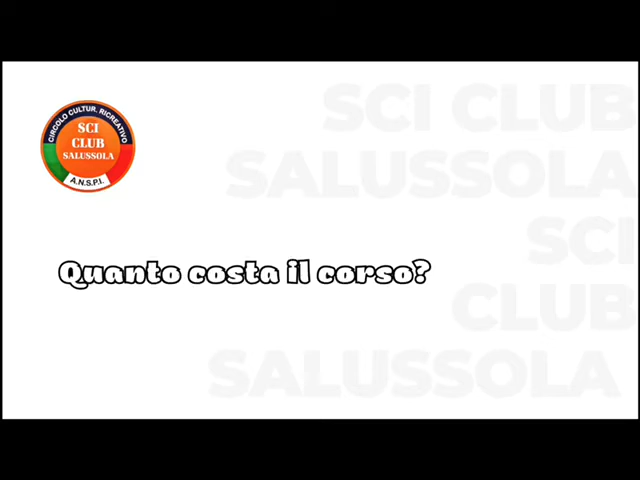 CIRCOLO CULTUR. RICREATIVO
SCI
CLUB
SALUSSOLA
A.N.S.P.I.
SCI CLUB
SALUSSOLA
SCI
CLUB
SALUSSOLA
Quanto costa il corso?